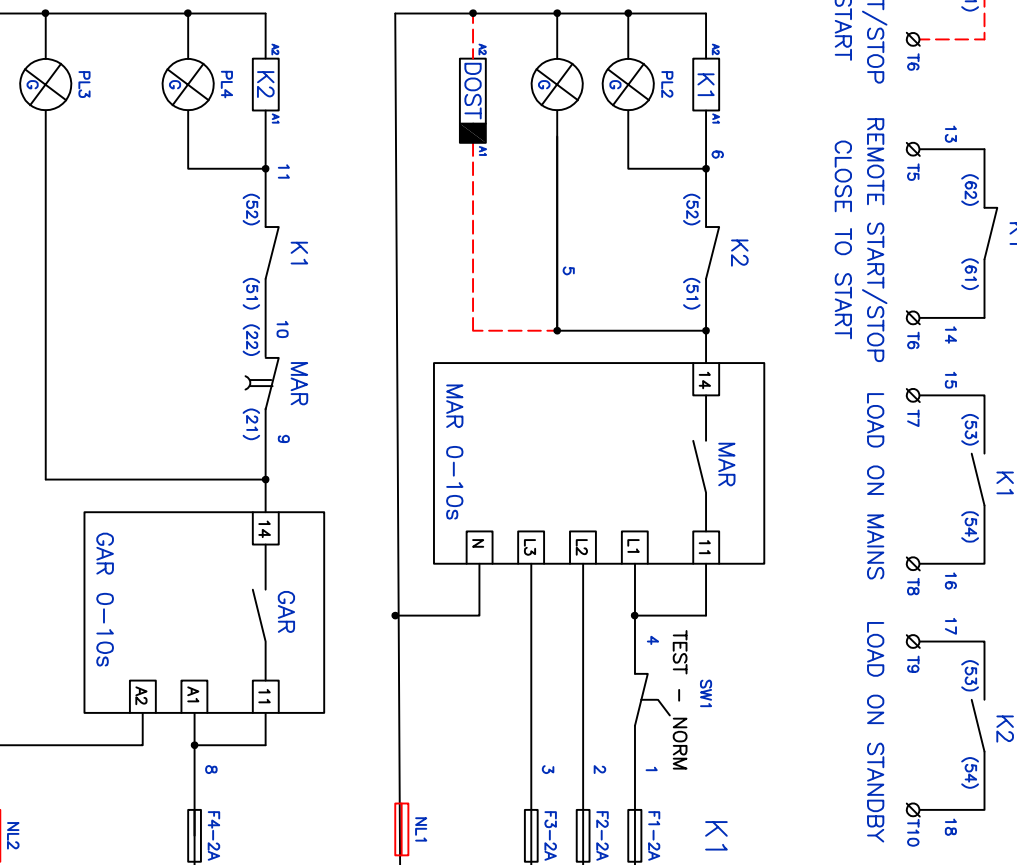 1)
T6
T/STOP
START
13
T5
(62)
K1
(61)
T6
14
REMOTE START/STOP
CLOSE TO START
15
T7
(53)
K1
(54)
T8
16
LOAD ON MAINS
17
T9
(53)
K2
(54)
T10
18
LOAD ON STANDBY
A2
K1
A1
6
PL2
G
G
A2
DOST
A1
(52)
K2
(51)
5
14
MAR
11
MAR 0-10s
N
L3
L2
L1
4
TEST - NORM
SW1
1
2
3
K1
F1-2A
F2-2A
F3-2A
NL1
A2
K2
A1
11
PL4
G
PL3
G
(52)
K1
(51)
10
(22)
MAR
(21)
9
14
GAR
11
GAR 0-10s
A2
A1
8
F4-2A
NL2